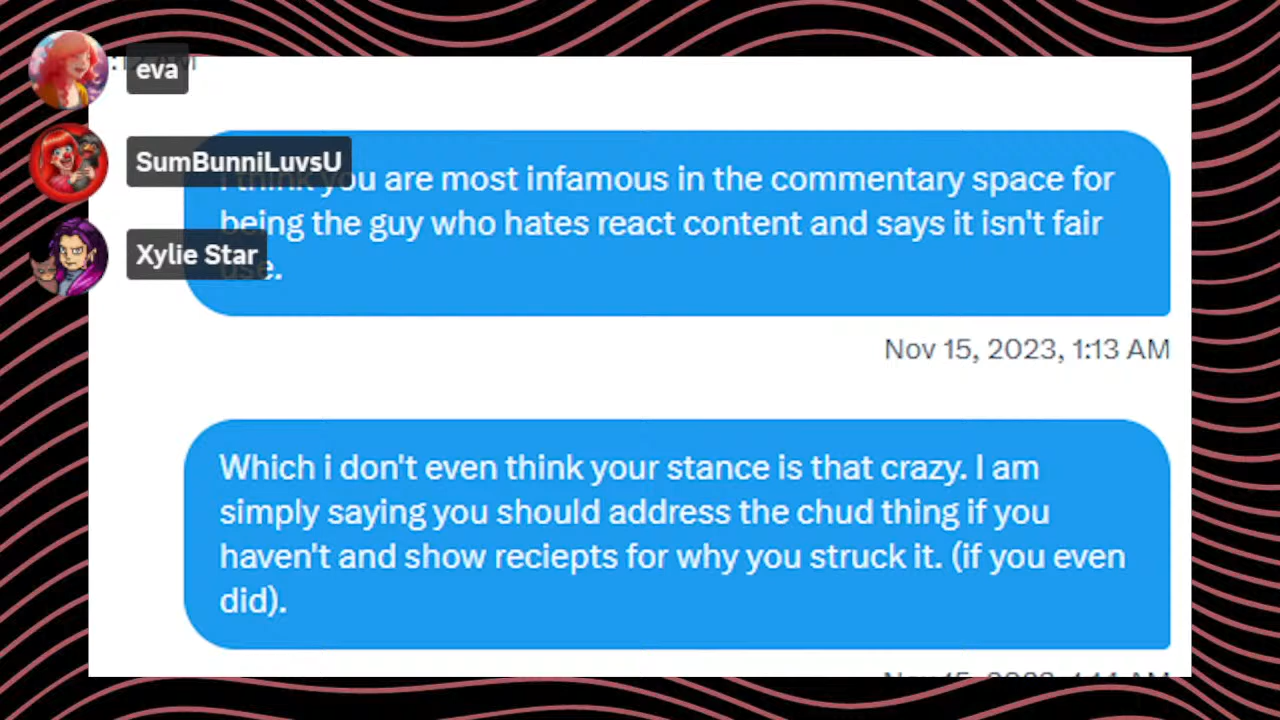 eva
SumBunniLuvsU
Xylie Star
I think you are most infamous in the commentary space for
being the guy who hates react content and says it isn't fair
use.
Nov 15, 2023, 1:13 AM
Which i don't even think your stance is that crazy. I am
simply saying you should address the chud thing if you
haven't and show reciepts for why you struck it. (if you even
did).